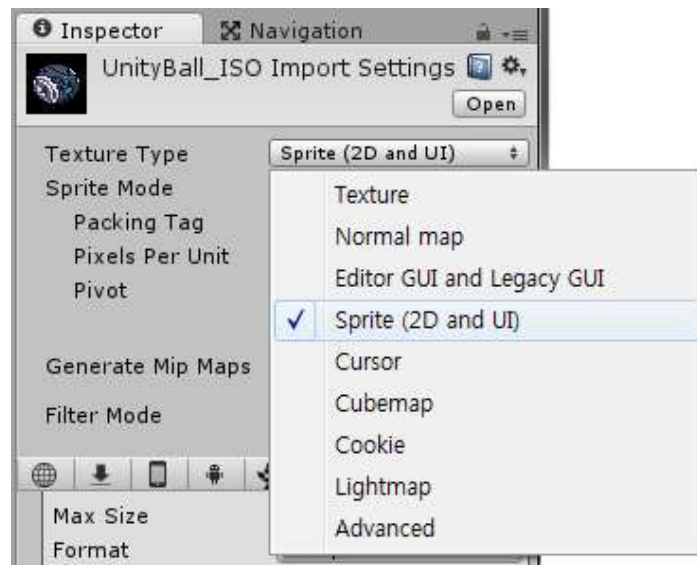 Inspector Navigation
UnityBall_ISO Import Settings
Open
Texture Type Sprite (2D and UI)
Sprite Mode
Packing Tag
Pixels Per Unit
Pivot
Generate Mip Maps
Filter Mode
Max Size
Format
Texture
Normal map
Editor GUI and Legacy GUI
Sprite (2D and UI)
Cursor
Cubemap
Cookie
Lightmap
Advanced